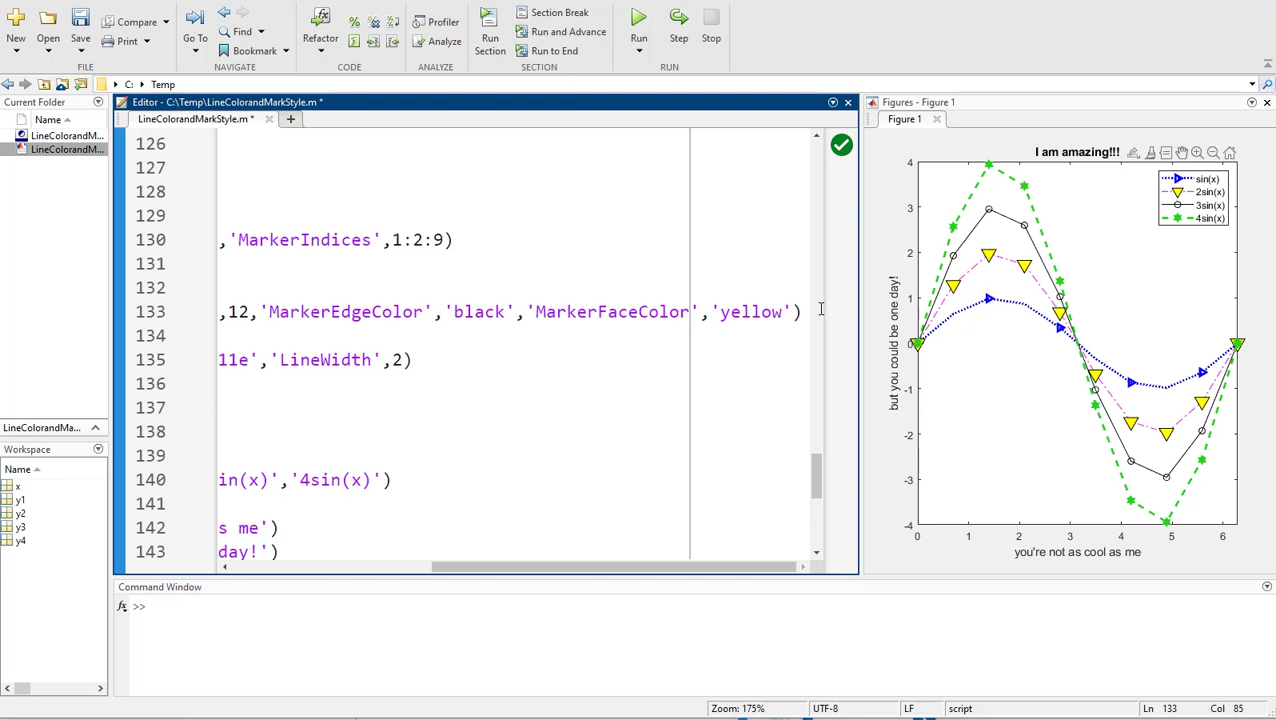 New
Open
Save
Compare
Print
Go To
Find
Bookmark
Refactor
Profiler
Analyze
Run Section
Section Break
Run and Advance
Run to End
Run
Step
Stop
FILE
NAVIGATE
CODE
ANALYZE
SECTION
RUN
C: Temp
Current Folder
Name
LineColorandM...
LineColorandM...
LineColorandMa...
Workspace
Name
x
y1
y2
y3
y4
Editor - C:\Temp\LineColorandMarkStyle.m *
LineColorandMarkStyle.m *
126
127
128
129
130 ,'MarkerIndices',1:2:9)
131
132
133 ,12,'MarkerEdgeColor','black','MarkerFaceColor','yellow')
134
135 11e','LineWidth',2)
136
137
138
139
140 in(x)','4sin(x)')
141
142 s me')
143 day!')
Command Window
fx >>
Figures - Figure 1
Figure 1
I am amazing!!!
sin(x)
2sin(x)
3sin(x)
4sin(x)
but you could be one day!
4
3
2
1
0
-1
-2
-3
-4
0 1 2 3 4 5 6
you're not as cool as me
Zoom: 175% UTF-8 LF script Ln 133 Col 85